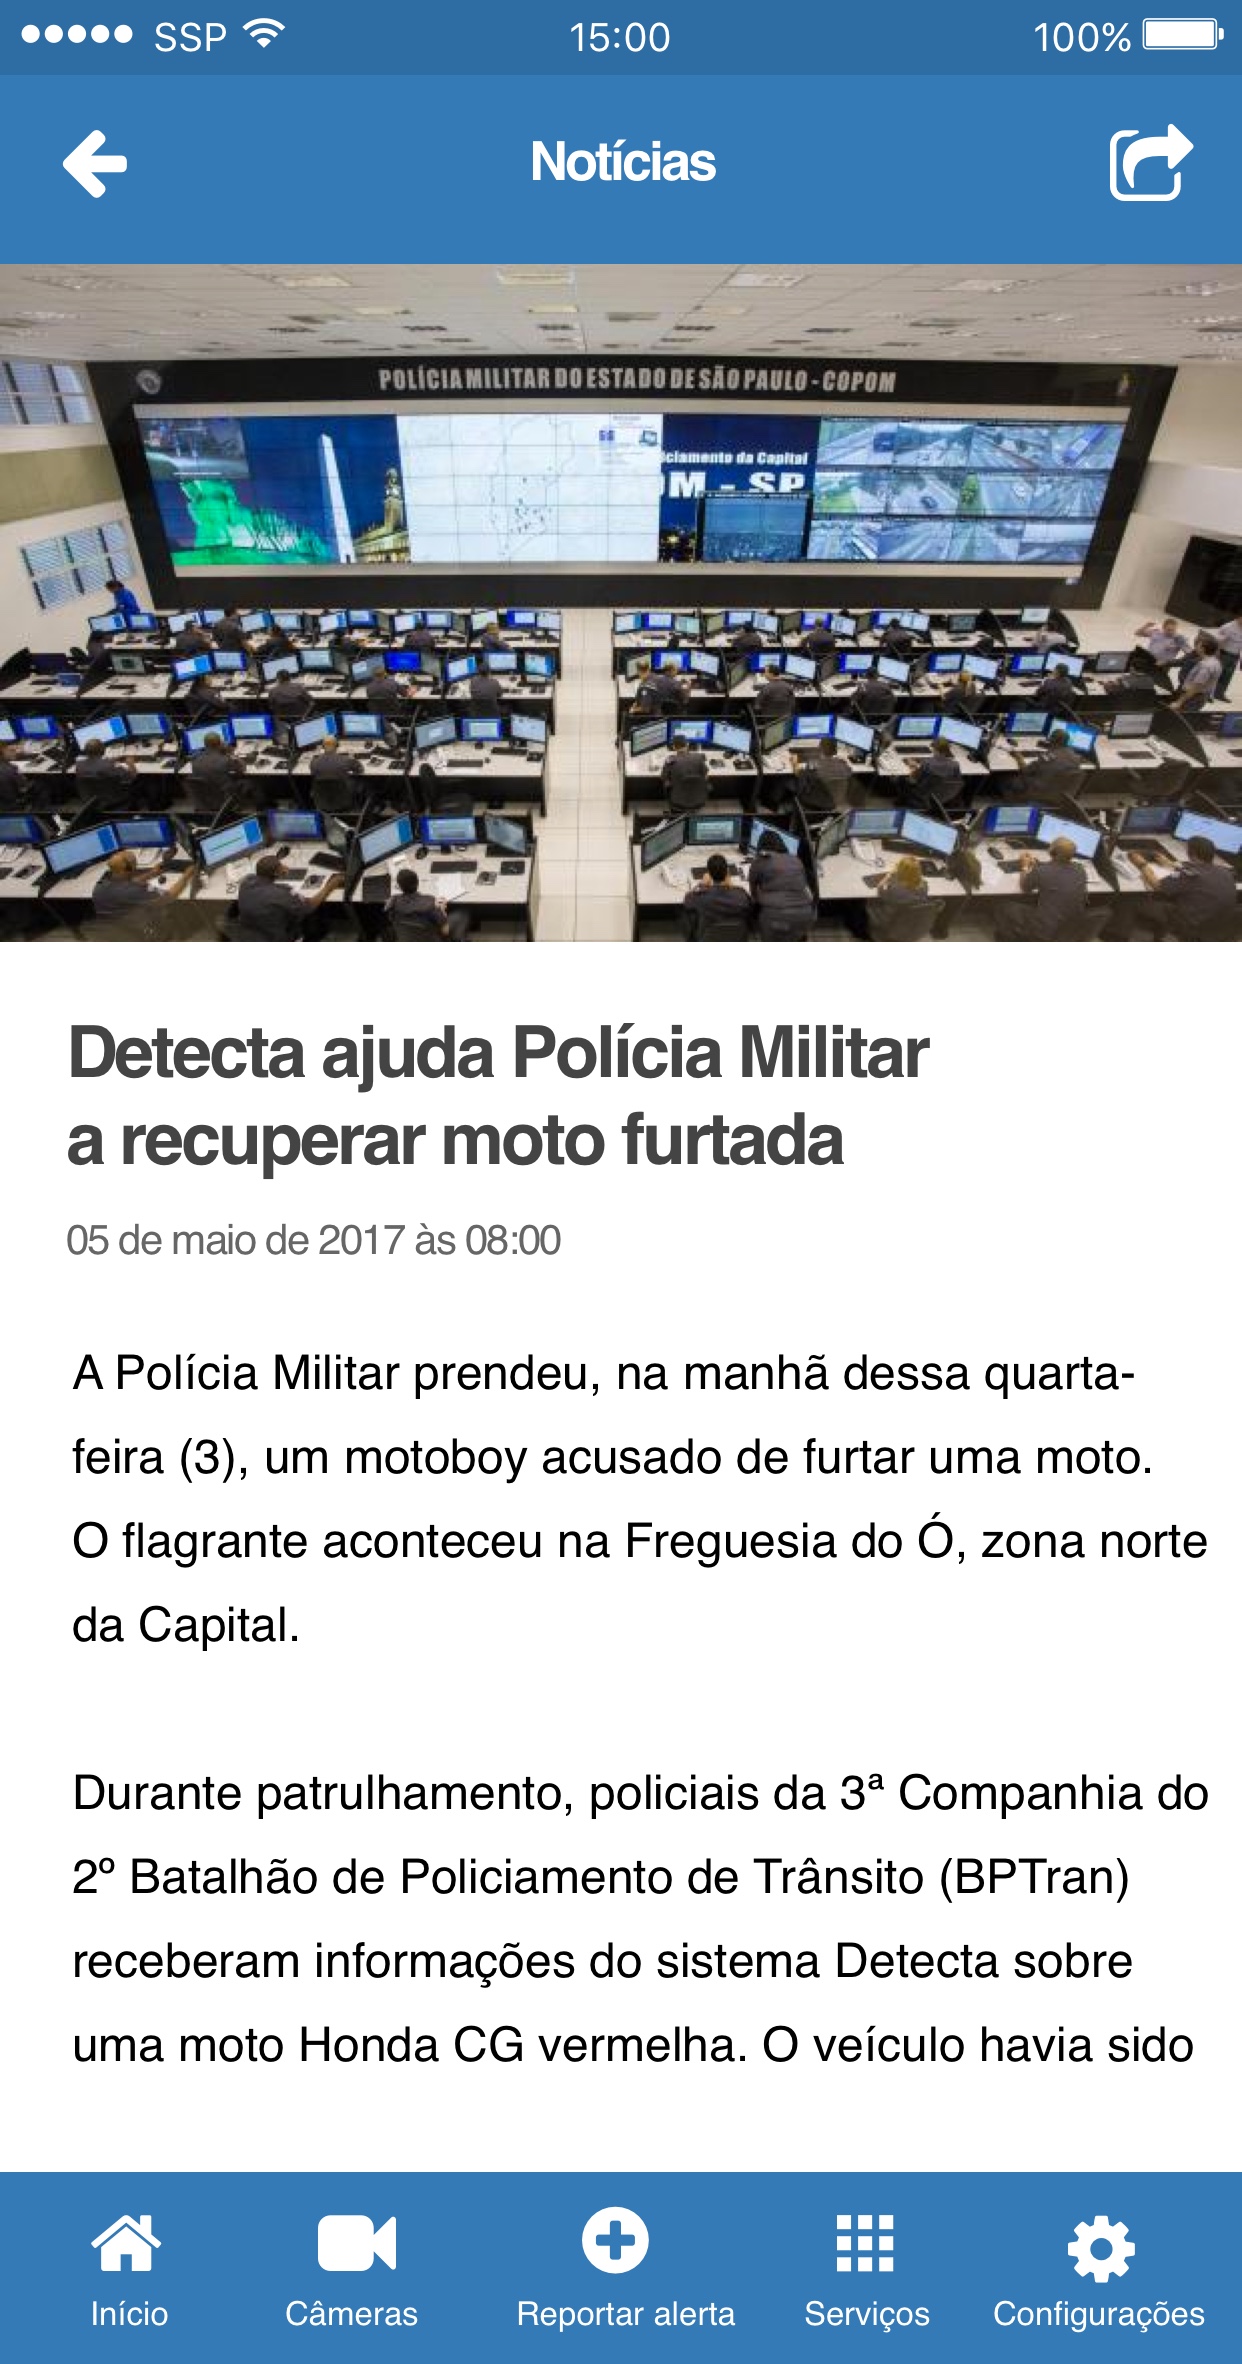 SSP
15:00
100%
Notícias
POLÍCIA MILITAR DO ESTADO DE SÃO PAULO - COPOM
ciamento da Capital
M - SP
Detecta ajuda Polícia Militar
a recuperar moto furtada
05 de maio de 2017 às 08:00
A Polícia Militar prendeu, na manhã dessa quarta-
feira (3), um motoboy acusado de furtar uma moto.
O flagrante aconteceu na Freguesia do Ó, zona norte
da Capital.
Durante patrulhamento, policiais da 3ª Companhia do
2º Batalhão de Policiamento de Trânsito (BPTran)
receberam informações do sistema Detecta sobre
uma moto Honda CG vermelha. O veículo havia sido
Início
Câmeras
Reportar alerta
Serviços
Configurações